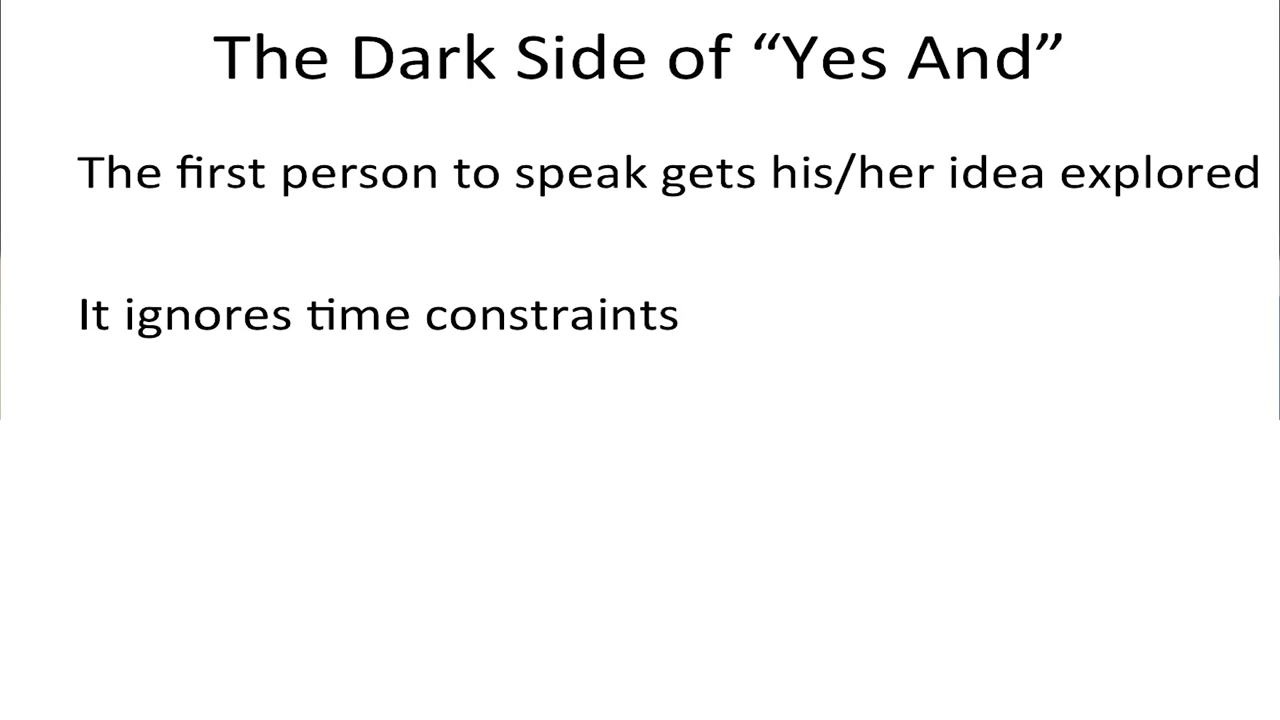 The Dark Side of “Yes And”
The first person to speak gets his/her idea explored
It ignores time constraints